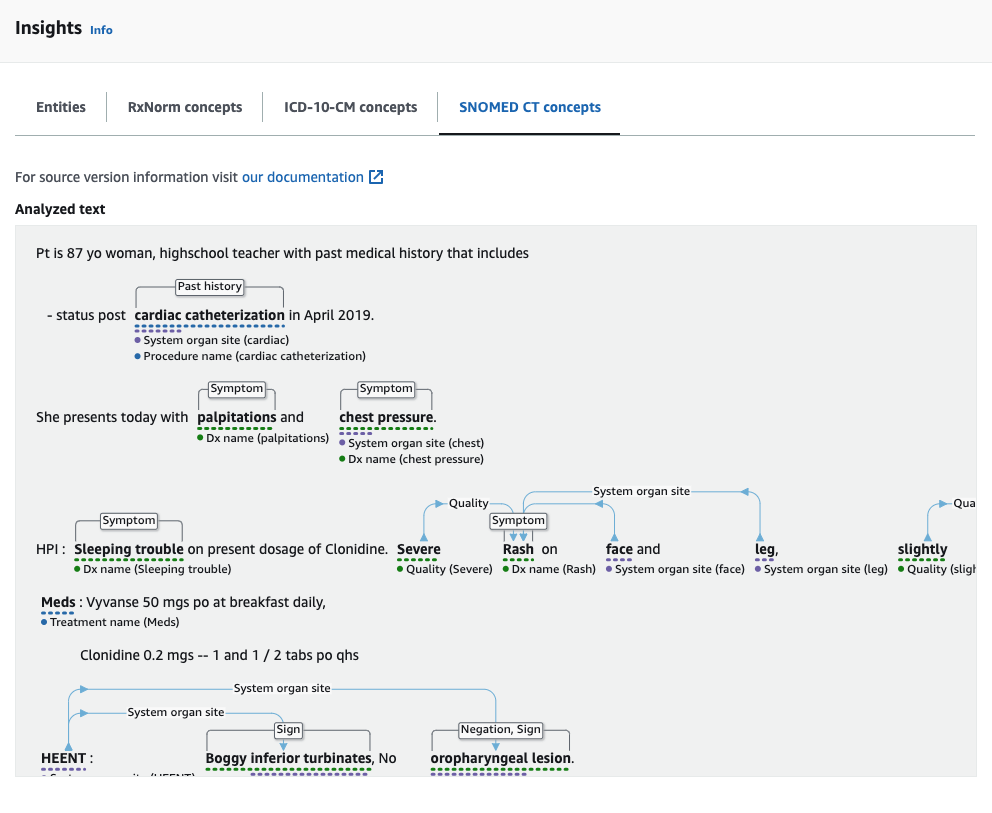 Insights Info
Entities RxNorm concepts ICD-10-CM concepts SNOMED CT concepts
For source version information visit our documentation
Analyzed text
Pt is 87 yo woman, highschool teacher with past medical history that includes
Past history
- status post cardiac catheterization in April 2019.
System organ site (cardiac)
Procedure name (cardiac catheterization)
Symptom Symptom
She presents today with palpitations and chest pressure.
Dx name (palpitations) System organ site (chest)
Dx name (chest pressure)
System organ site
Quality Qua
Symptom Symptom
HPI : Sleeping trouble on present dosage of Clonidine. Severe Rash on face and leg, slightly
Dx name (Sleeping trouble) Quality (Severe) Dx name (Rash) System organ site (face) System organ site (leg) Quality (sligh
Meds : Vyvanse 50 mgs po at breakfast daily,
Treatment name (Meds)
Clonidine 0.2 mgs -- 1 and 1 / 2 tabs po qhs
System organ site
System organ site
Sign Negation, Sign
HEENT : Boggy inferior turbinates, No oropharyngeal lesion.